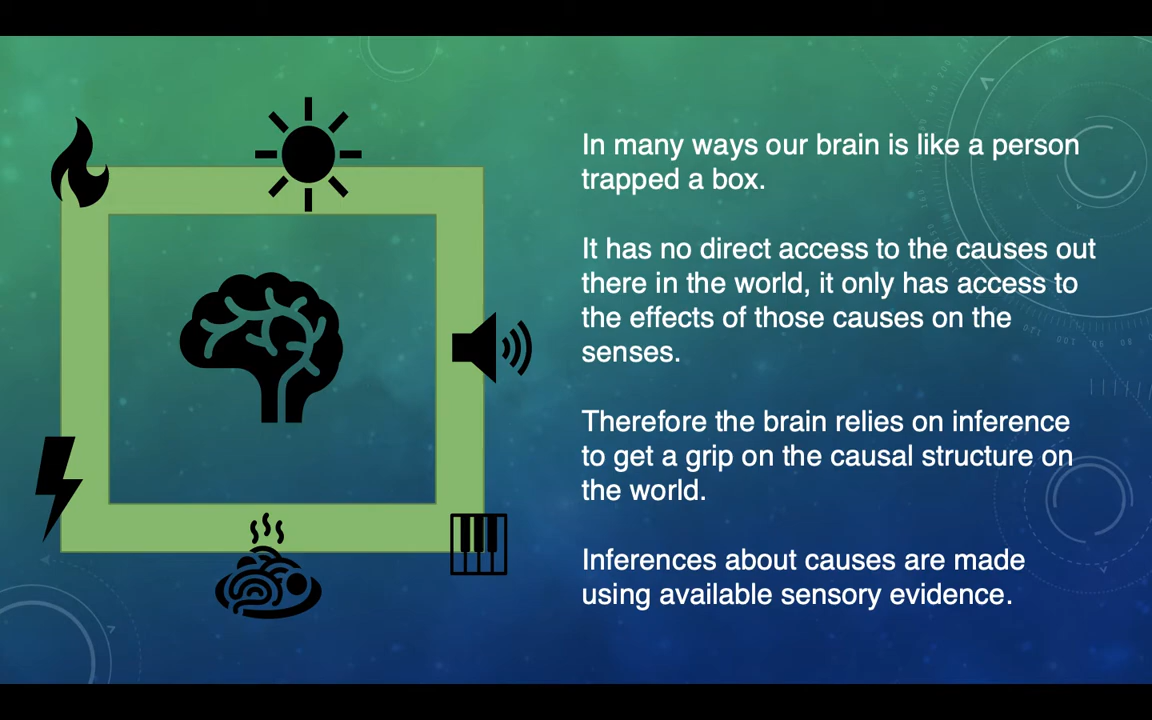 In many ways our brain is like a person
trapped a box.
It has no direct access to the causes out
there in the world, it only has access to
the effects of those causes on the
senses.
Therefore the brain relies on inference
to get a grip on the causal structure on
the world.
Inferences about causes are made
using available sensory evidence.